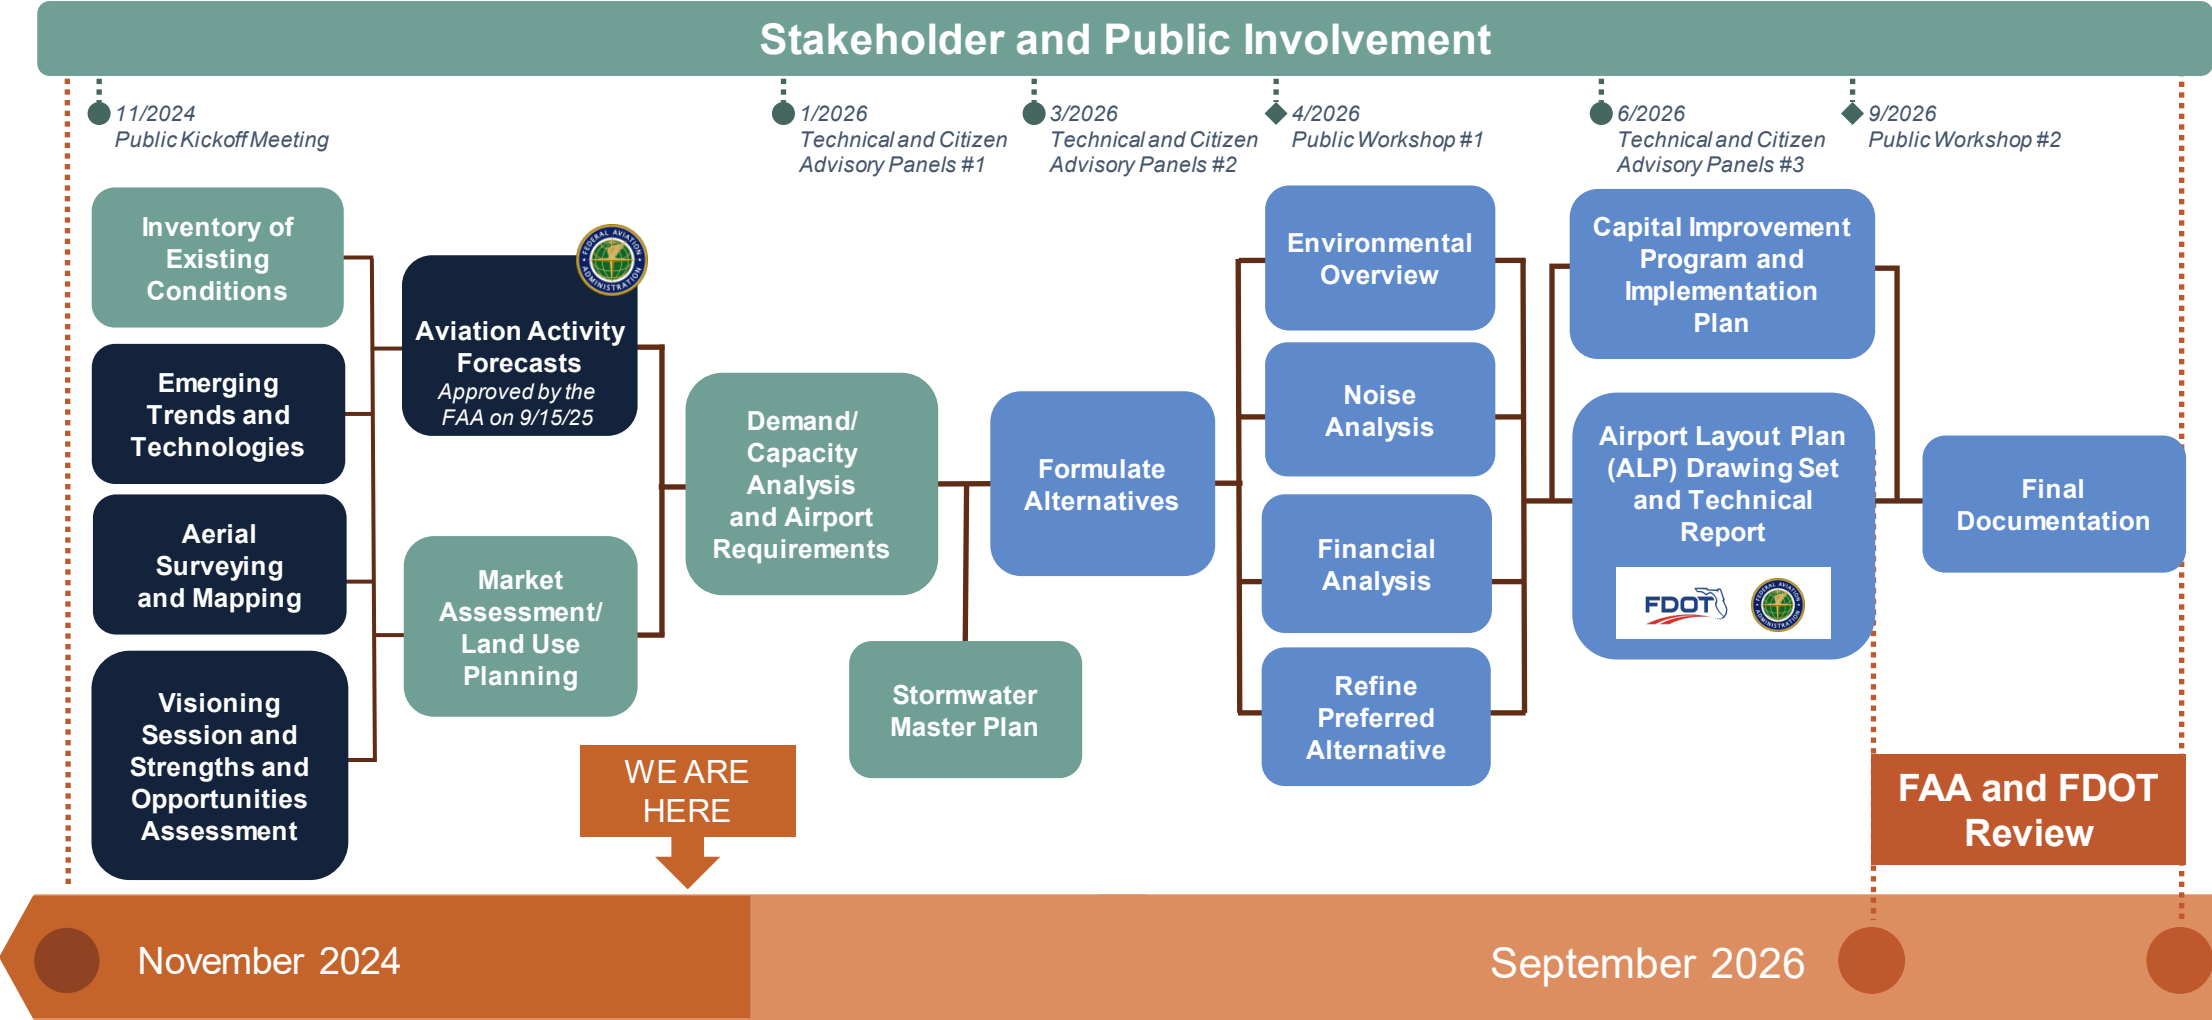 Stakeholder and Public Involvement
11/2024
Public Kickoff Meeting
1/2026
Technical and Citizen
Advisory Panels #1
3/2026
Technical and Citizen
Advisory Panels #2
4/2026
Public Workshop #1
6/2026
Technical and Citizen
Advisory Panels #3
9/2026
Public Workshop #2
Inventory of
Existing
Conditions
Emerging
Trends and
Technologies
Aerial
Surveying
and Mapping
Visioning
Session and
Strengths and
Opportunities
Assessment
FEDERAL AVIATION
ADMINISTRATION
Aviation Activity
Forecasts
Approved by the
FAA on 9/15/25
Market
Assessment/
Land Use
Planning
Demand/
Capacity
Analysis
and Airport
Requirements
Stormwater
Master Plan
Formulate
Alternatives
Environmental
Overview
Noise
Analysis
Financial
Analysis
Refine
Preferred
Alternative
Capital Improvement
Program and
Implementation
Plan
Airport Layout Plan
(ALP) Drawing Set
and Technical
Report
FDOT
FEDERAL AVIATION
ADMINISTRATION
Final
Documentation
WE ARE
HERE
FAA and FDOT
Review
November 2024
September 2026